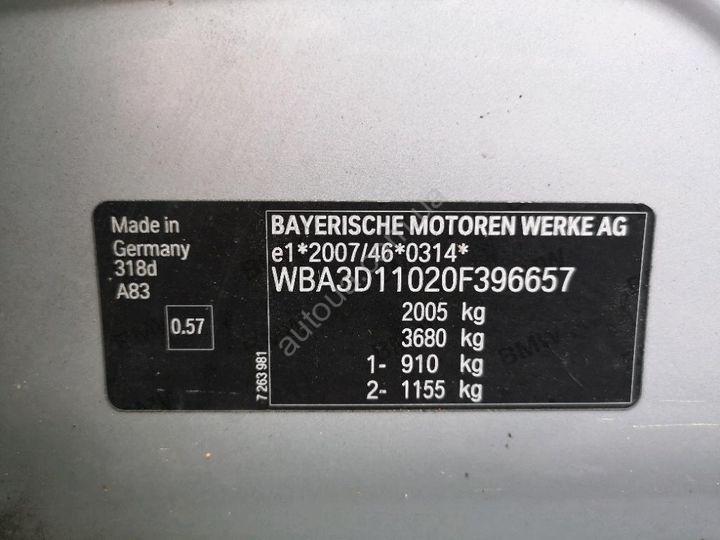 Made in
Germany
318d
A83
0.57
7 263 981
BAYERISCHE MOTOREN WERKE AG
e1*2007/46*0314*
WBA3D11020F396657
2005 kg
3680 kg
1- 910 kg
2- 1155 kg
BMW